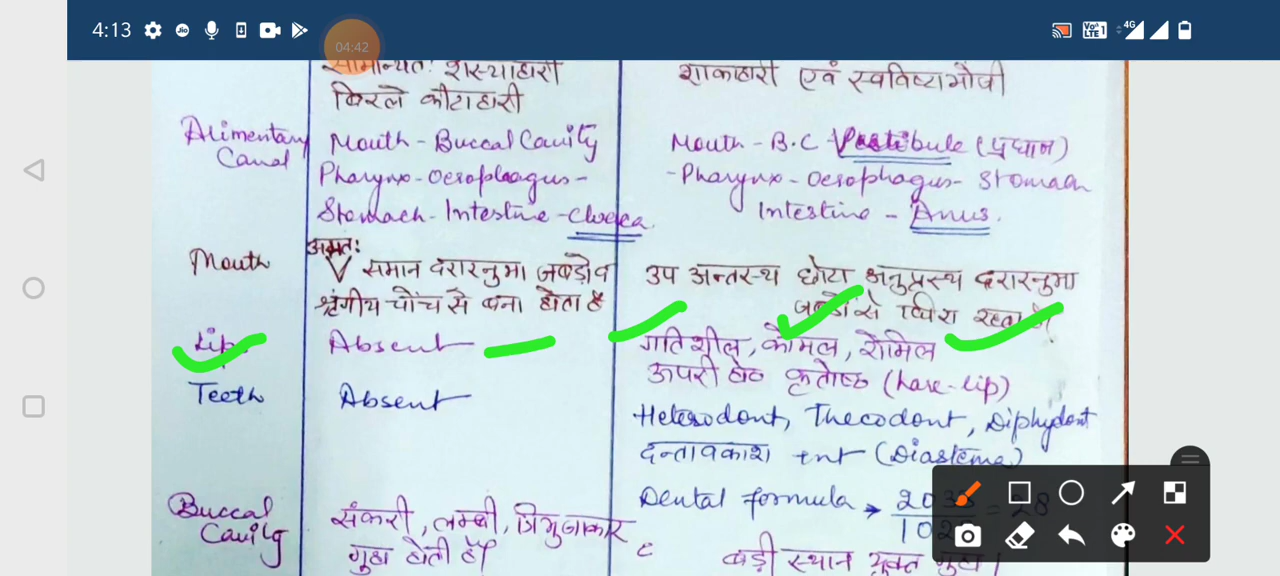 4:13
04:42
4G
सामान्यतः शस्याहारी
विरले कीटाहारी
शाकाहारी एवं स्वविष्ठाभोजी
Alimentary Canal
Mouth - Buccal Cavity
Pharynx - Oesophagus -
Stomach - Intestine - Cloaca
Mouth - B.C - Vestibule (प्रघाण)
- Pharynx - Oesophagus - Stomach
Intestine - Anus.
Mouth
अग्रतः
V समान दरारनुमा जबड़ो व
श्रृंगीय चोंच से बना होता है
उप अन्तस्थ छोटा अनुप्रस्थ दरारनुमा
जबड़ों से घिरा रहता है
Lips
Absent
गतिशील, कोमल, रोमिल
ऊपरी होठ कृतोष्ठ (hare-lip)
Teeth
Absent
Heterodont, Thecodont, Diphydont
दन्तावकाश (Diastema)
Dental formula →
Buccal Cavity
संकरी, लम्बी, त्रिभुजाकार
गुहा होती है।
बड़ी स्थान युक्त गुहा।